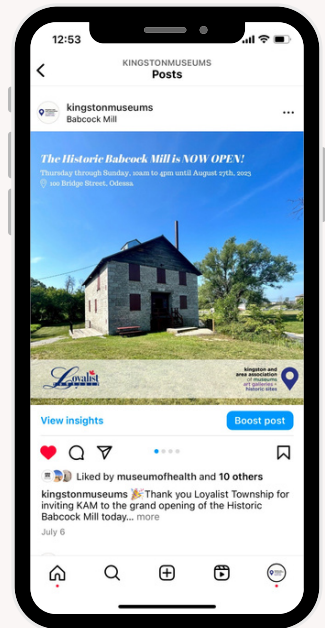 12:53
KINGSTONMUSEUMS
Posts
kingstonmuseums
Babcock Mill
The Historic Babcock Mill is NOW OPEN!
Thursday through Sunday, 10am to 4pm until August 27th, 2023
100 Bridge Street, Odessa
Loyalist
TOWNSHIP
kingston and
area association
of museums
art galleries +
historic sites
View insights
Boost post
Liked by museumofhealth and 10 others
kingstonmuseums 🎉Thank you Loyalist Township for
inviting KAM to the grand opening of the Historic
Babcock Mill today... more
July 6